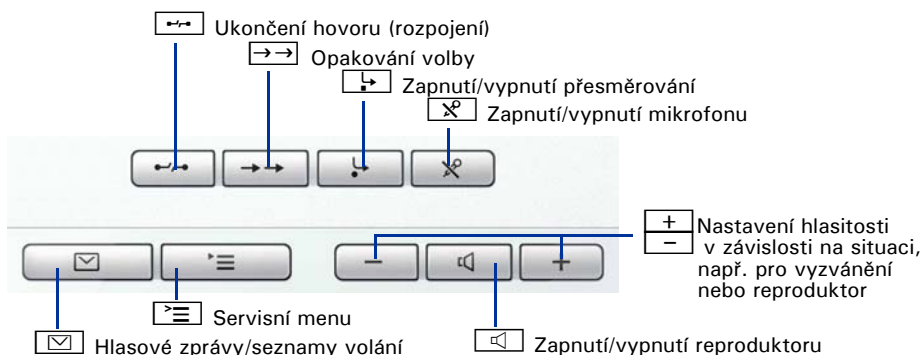 Ukončení hovoru (rozpojení)
Opakování volby
Zapnutí/vypnutí přesměrování
Zapnutí/vypnutí mikrofonu
+ Nastavení hlasitosti
− v závislosti na situaci,
např. pro vyzvánění
nebo reproduktor
− +
Servisní menu
Hlasové zprávy/seznamy volání
Zapnutí/vypnutí reproduktoru